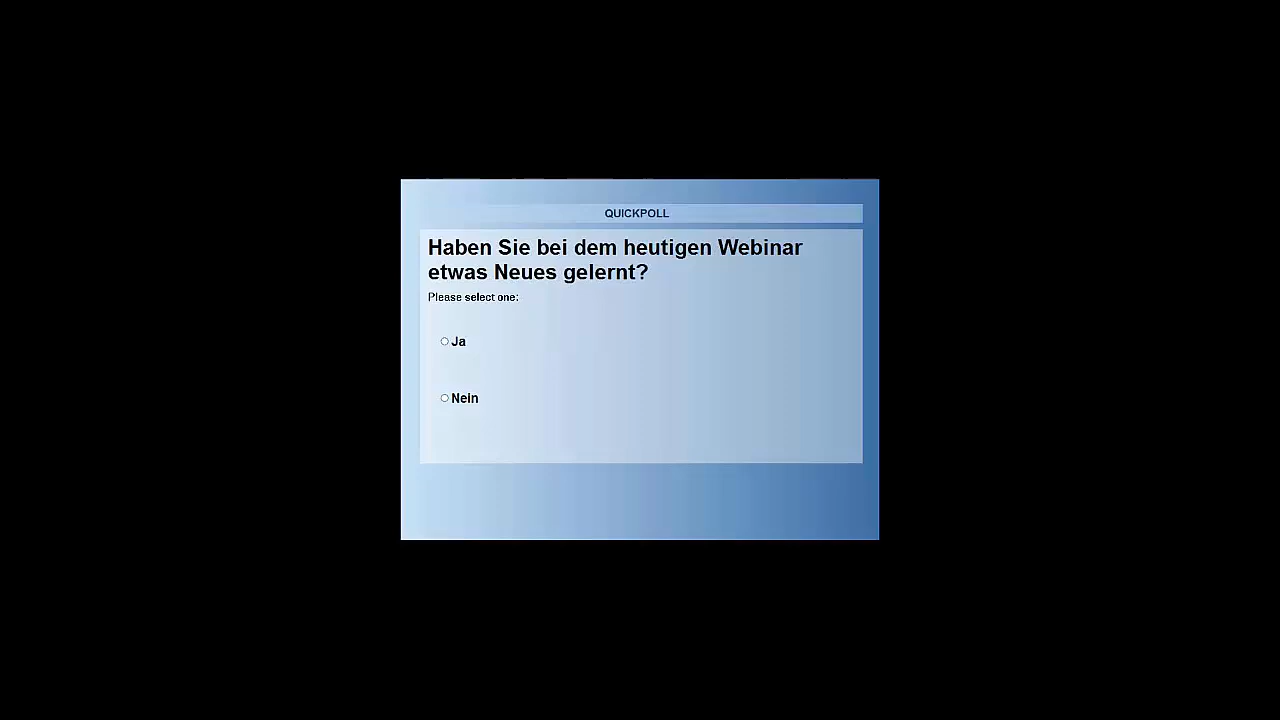 QUICKPOLL
Haben Sie bei dem heutigen Webinar
etwas Neues gelernt?
Please select one:
Ja
Nein